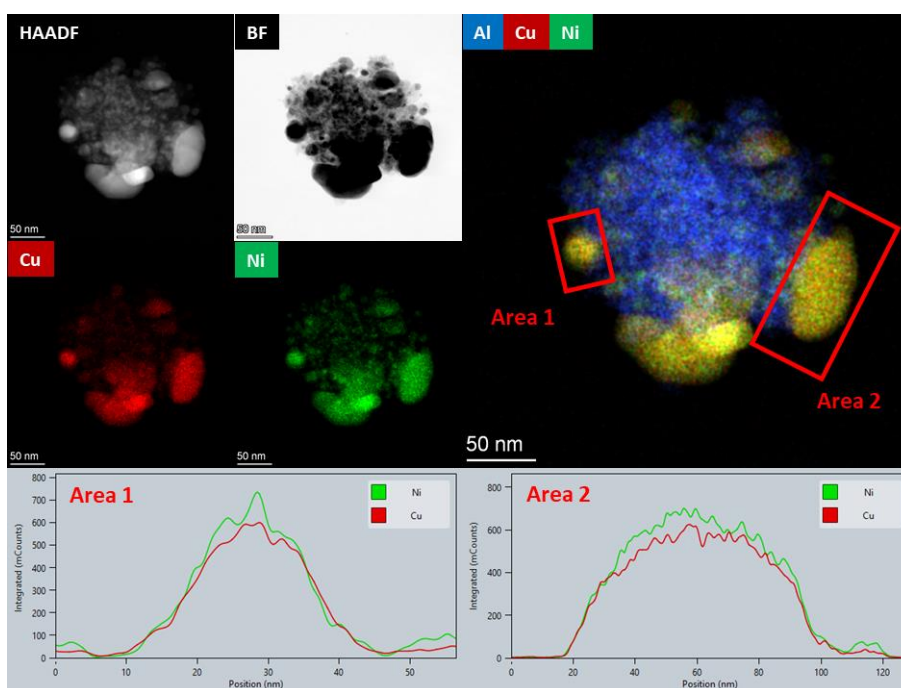 HAADF
BF
Al Cu Ni
50 nm
50 nm
Cu
Ni
Area 1
Area 2
50 nm
50 nm
50 nm
Area 1
Ni
Cu
Integrated (mCounts)
800
700
600
500
400
300
200
100
0
0 10 20 30 40 50
Position (nm)
Area 2
Ni
Cu
Integrated (mCounts)
800
600
400
200
0
0 20 40 60 80 100 120
Position (nm)